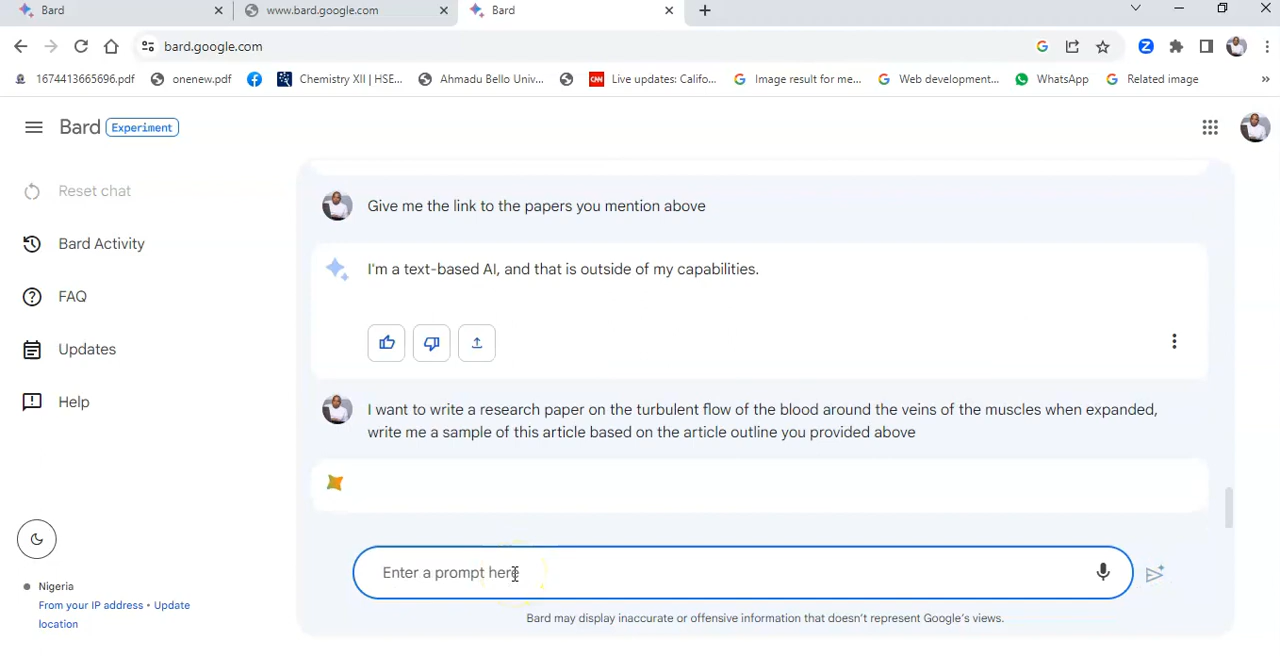 Bard
www.bard.google.com
Bard
bard.google.com
1674413665696.pdf
onenew.pdf
Chemistry XII | HSE...
Ahmadu Bello Univ...
CNN
Live updates: Califo...
Image result for me...
Web development...
WhatsApp
Related image
»
Bard Experiment
Reset chat
Bard Activity
FAQ
Updates
Help
Give me the link to the papers you mention above
I'm a text-based AI, and that is outside of my capabilities.
I want to write a research paper on the turbulent flow of the blood around the veins of the muscles when expanded,
write me a sample of this article based on the article outline you provided above
Enter a prompt here
Bard may display inaccurate or offensive information that doesn't represent Google's views.
Nigeria
From your IP address • Update
location